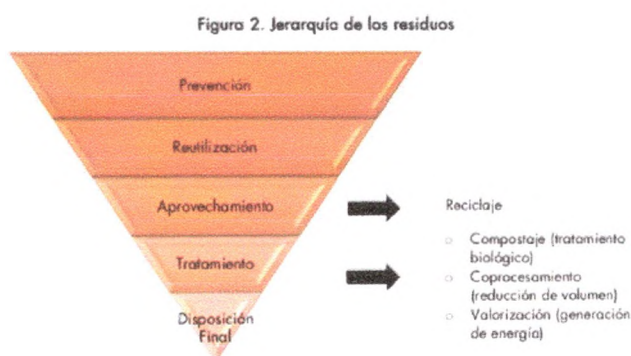 Figura 2. Jerarquía de los residuos
Prevención
Reutilización
Aprovechamiento
Reciclaje
Tratamiento
○ Compostaje (tratamiento
biológico)
○ Coprocesamiento
(reducción de volumen)
○ Valorización (generación
de energía)
Disposición
Final